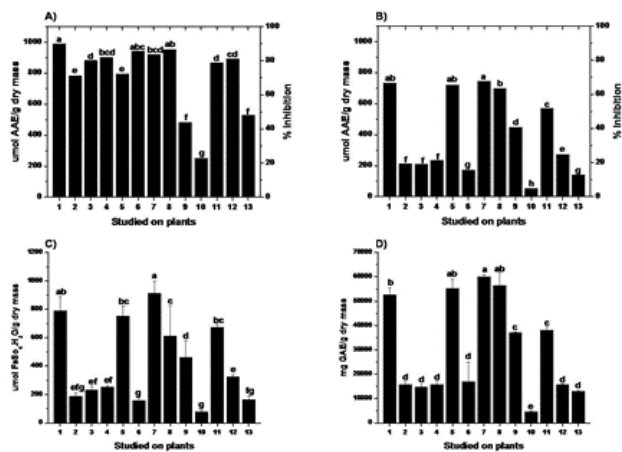 A)
umol AAE/g dry mass
1000
800
600
400
200
0
a e d bcd e abc bcd ab f g d cd f
100
80
60
40
20
0
% Inhibition
1 2 3 4 5 6 7 8 9 10 11 12 13
Studied on plants
B)
umol AAE/g dry mass
1000
800
600
400
200
0
ab f f f ab g a b d h c e g
100
80
60
40
20
0
% Inhibition
1 2 3 4 5 6 7 8 9 10 11 12 13
Studied on plants
C)
umol FeSo4H2O/g dry mass
1200
900
600
300
0
ab efg ef ef bc g a c d g bc e fg
1 2 3 4 5 6 7 8 9 10 11 12 13
Studied on plants
D)
mg GAE/g dry mass
70000
60000
50000
40000
30000
20000
10000
0
b d d d ab d a ab c e c d d
1 2 3 4 5 6 7 8 9 10 11 12 13
Studied on plants